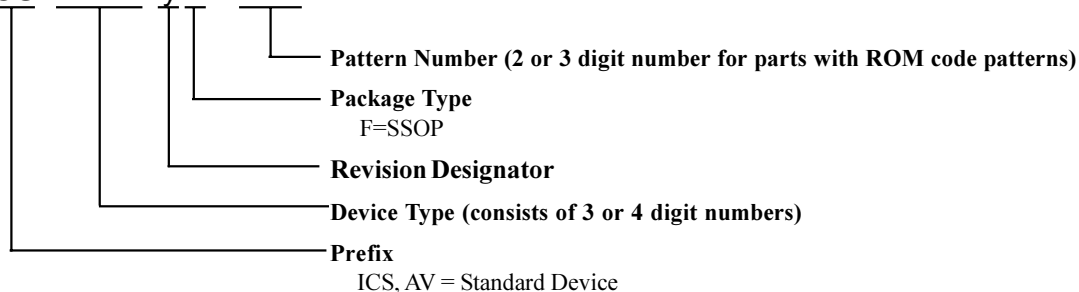 Pattern Number (2 or 3 digit number for parts with ROM code patterns)
Package Type
F=SSOP
Revision Designator
Device Type (consists of 3 or 4 digit numbers)
Prefix
ICS, AV = Standard Device